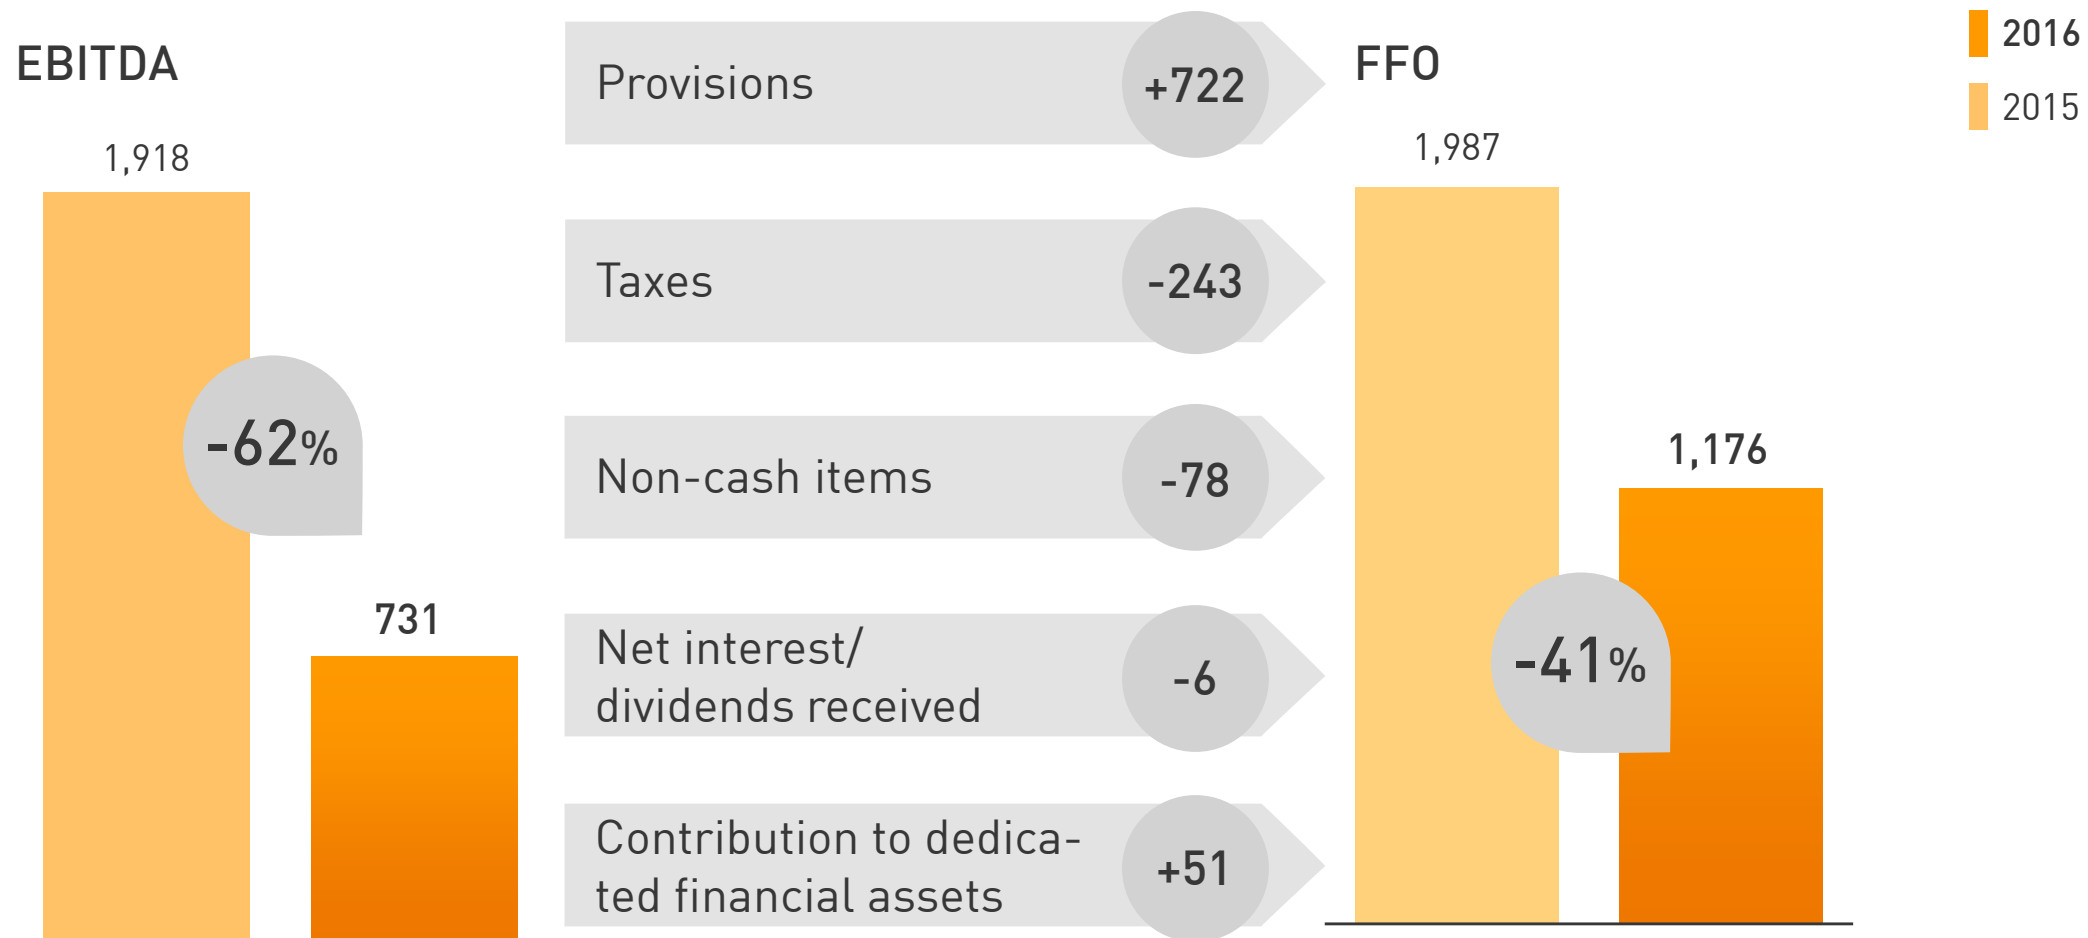 EBITDA
1,918
-62%
731
Provisions
+722
Taxes
-243
Non-cash items
-78
Net interest/
dividends received
-6
Contribution to dedica-
ted financial assets
+51
FFO
1,987
-41%
1,176
2016
2015